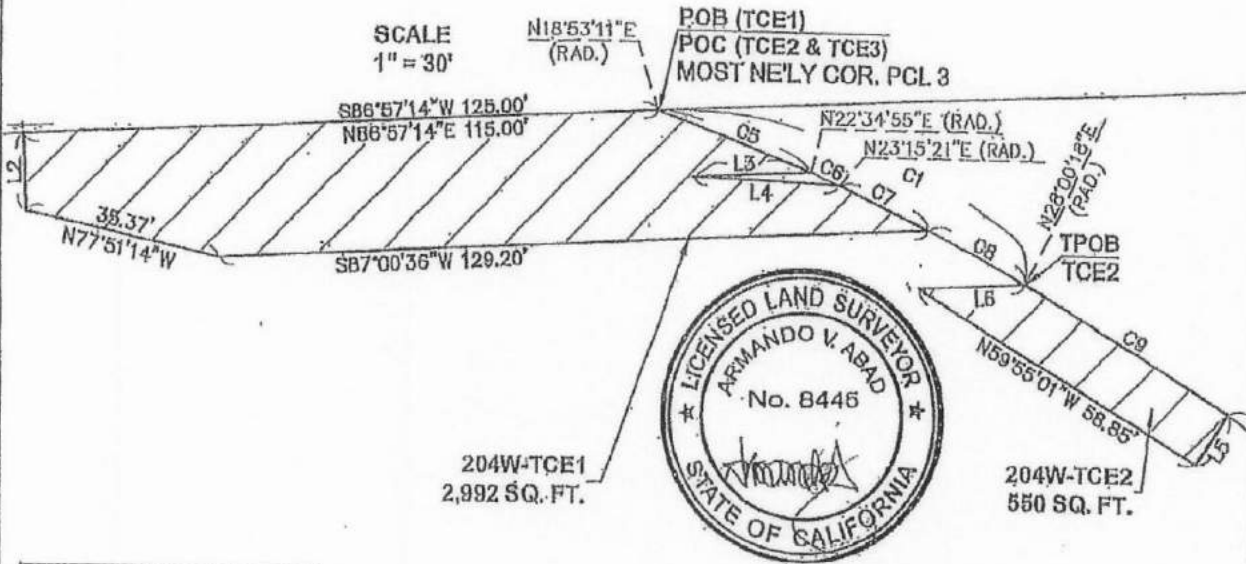 SCALE
1" = 30'
N18°53'11"E
(RAD.)
POB (TCE1)
POC (TCE2 & TCE3)
MOST NE'LY COR. PCL 3
S86°57'14"W 125.00'
N86°57'14"E 115.00'
C5
N22°34'55"E (RAD.)
N23°15'21"E (RAD.)
L2
L3
C6
C1
L4
C7
N28°00'18"E
(RAD.)
35.37'
N77°51'14"W
S87°00'36"W 129.20'
C8
TPOB
TCE2
L6
C9
N59°55'01"W 58.85'
L5
LICENSED LAND SURVEYOR
ARMANDO V. ABAD
No. 8446
STATE OF CALIFORNIA
204W-TCE1
2,992 SQ. FT.
204W-TCE2
550 SQ. FT.